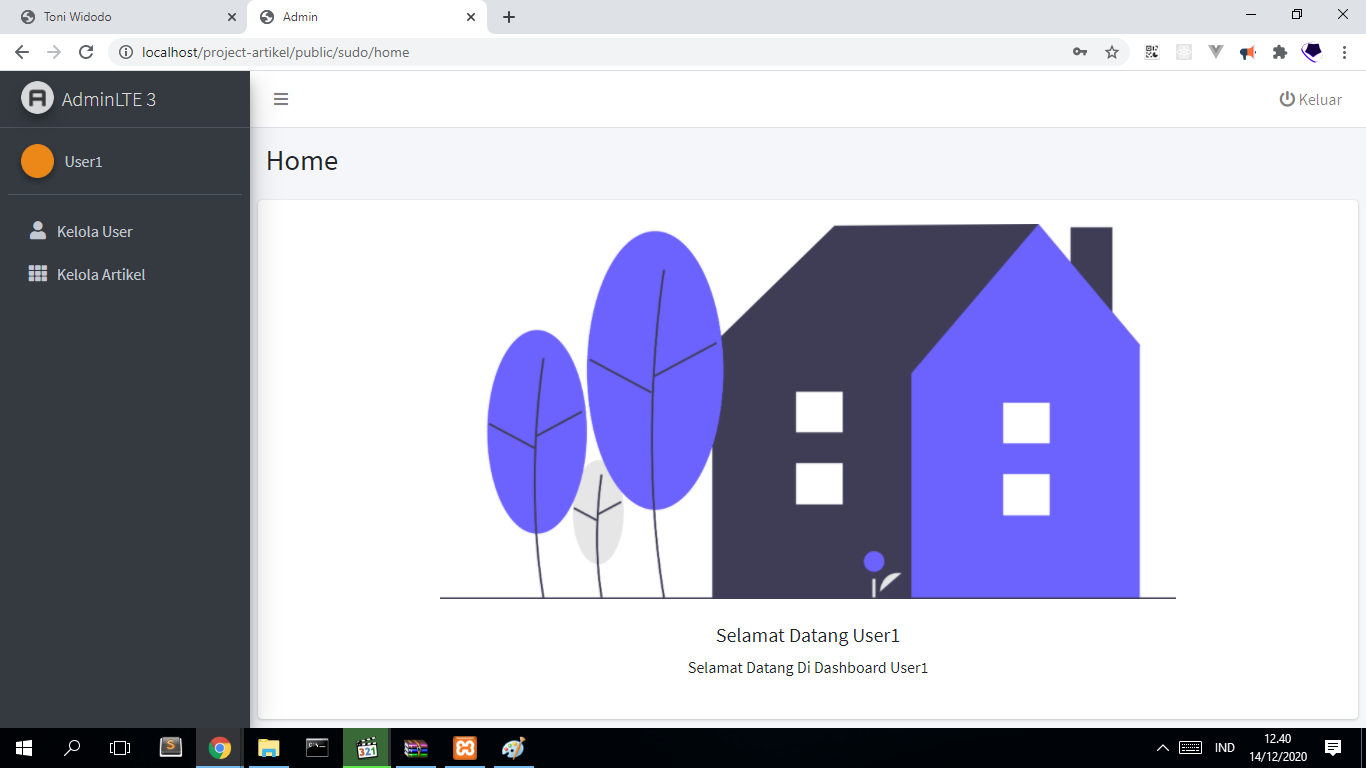 Toni Widodo
Admin
localhost/project-artikel/public/sudo/home
AdminLTE 3
Keluar
User1
Home
Kelola User
Kelola Artikel
Selamat Datang User1
Selamat Datang Di Dashboard User1
321
IND
12.40
14/12/2020